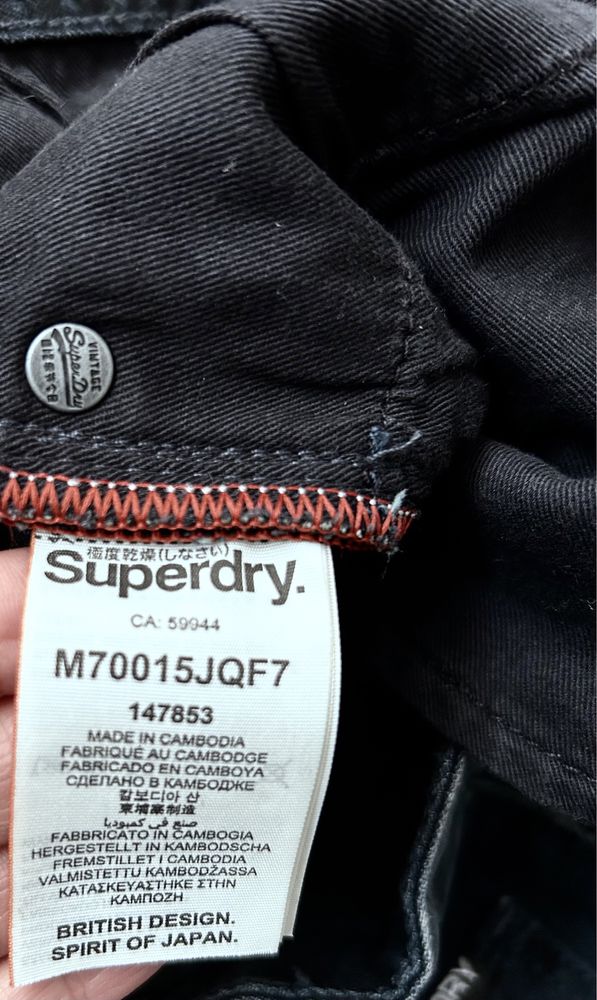 VINTAGE
SuperDry
極度乾燥(しなさい)
Superdry.
CA: 59944
M70015JQF7
147853
MADE IN CAMBODIA
FABRIQUÉ AU CAMBODGE
FABRICADO EN CAMBOYA
СДЕЛАНО В КАМБОДЖЕ
캄보디아 산
柬埔寨制造
صنع في كمبوديا
FABBRICATO IN CAMBOGIA
HERGESTELLT IN KAMBODSCHA
FREMSTILLET I CAMBODIA
VALMISTETTU KAMBODŽASSA
ΚΑΤΑΣΚΕΥΑΣΤΗΚΕ ΣΤΗΝ
ΚΑΜΠΟΖΗ
BRITISH DESIGN.
SPIRIT OF JAPAN.